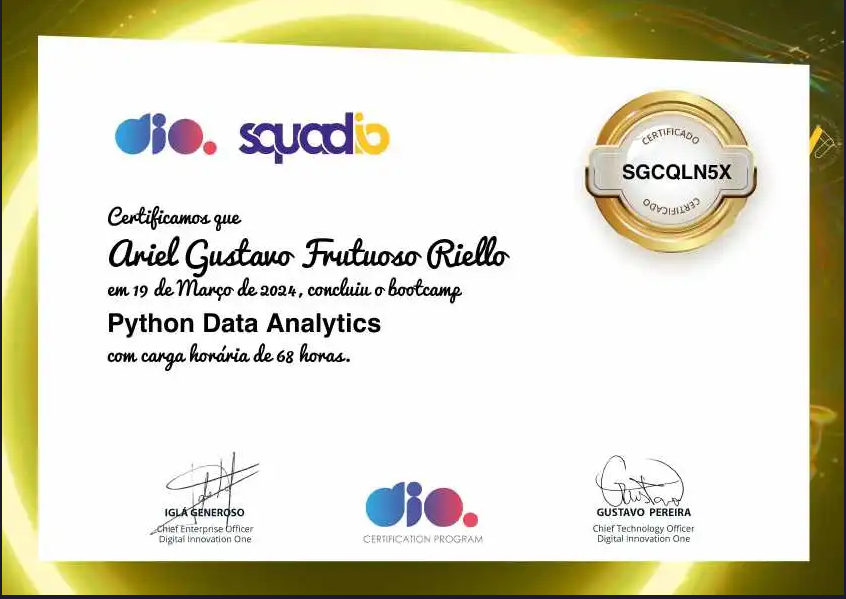 dio. squadio
CERTIFICADO
SGCQLN5X
CERTIFICADO
Certificamos que
Ariel Gustavo Frutuoso Riello
em 19 de Março de 2024, concluiu o bootcamp
Python Data Analytics
com carga horária de 68 horas.
IGLÁ GENEROSO
Chief Enterprise Officer
Digital Innovation One
dio.
CERTIFICATION PROGRAM
Gustavo
GUSTAVO PEREIRA
Chief Technology Officer
Digital Innovation One